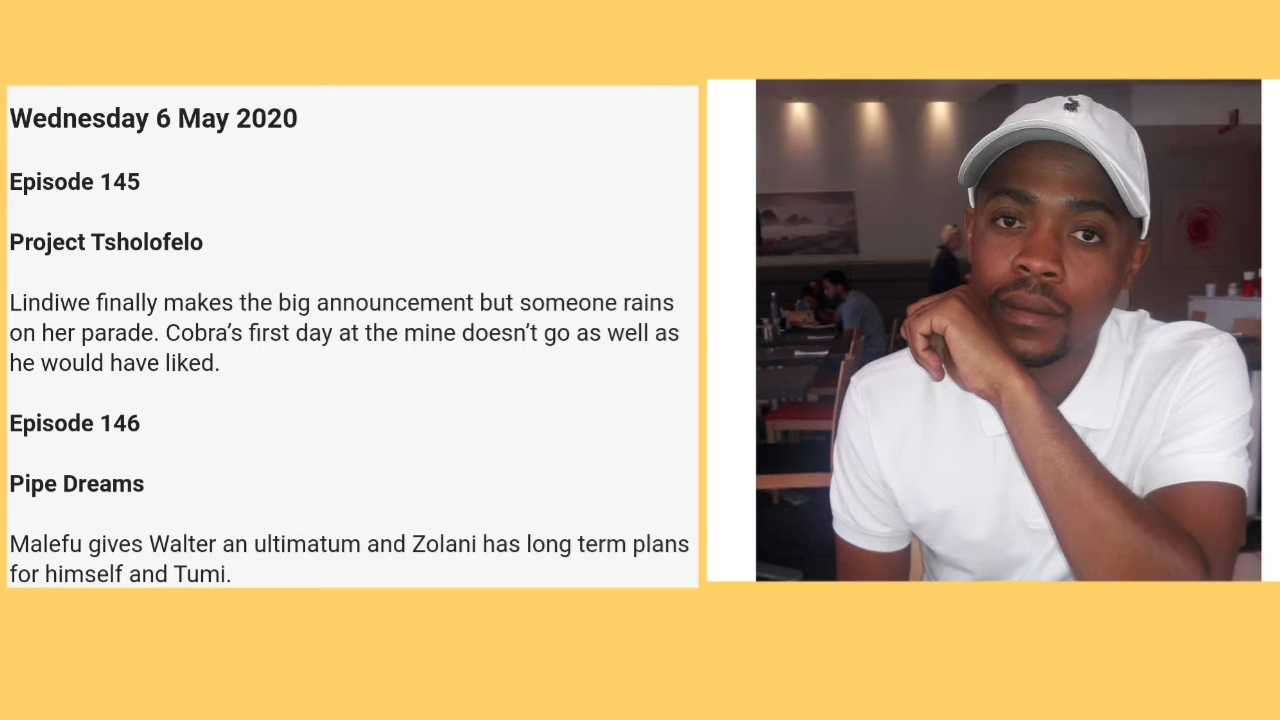 Wednesday 6 May 2020
Episode 145
Project Tsholofelo
Lindiwe finally makes the big announcement but someone rains
on her parade. Cobra’s first day at the mine doesn’t go as well as
he would have liked.
Episode 146
Pipe Dreams
Malefu gives Walter an ultimatum and Zolani has long term plans
for himself and Tumi.